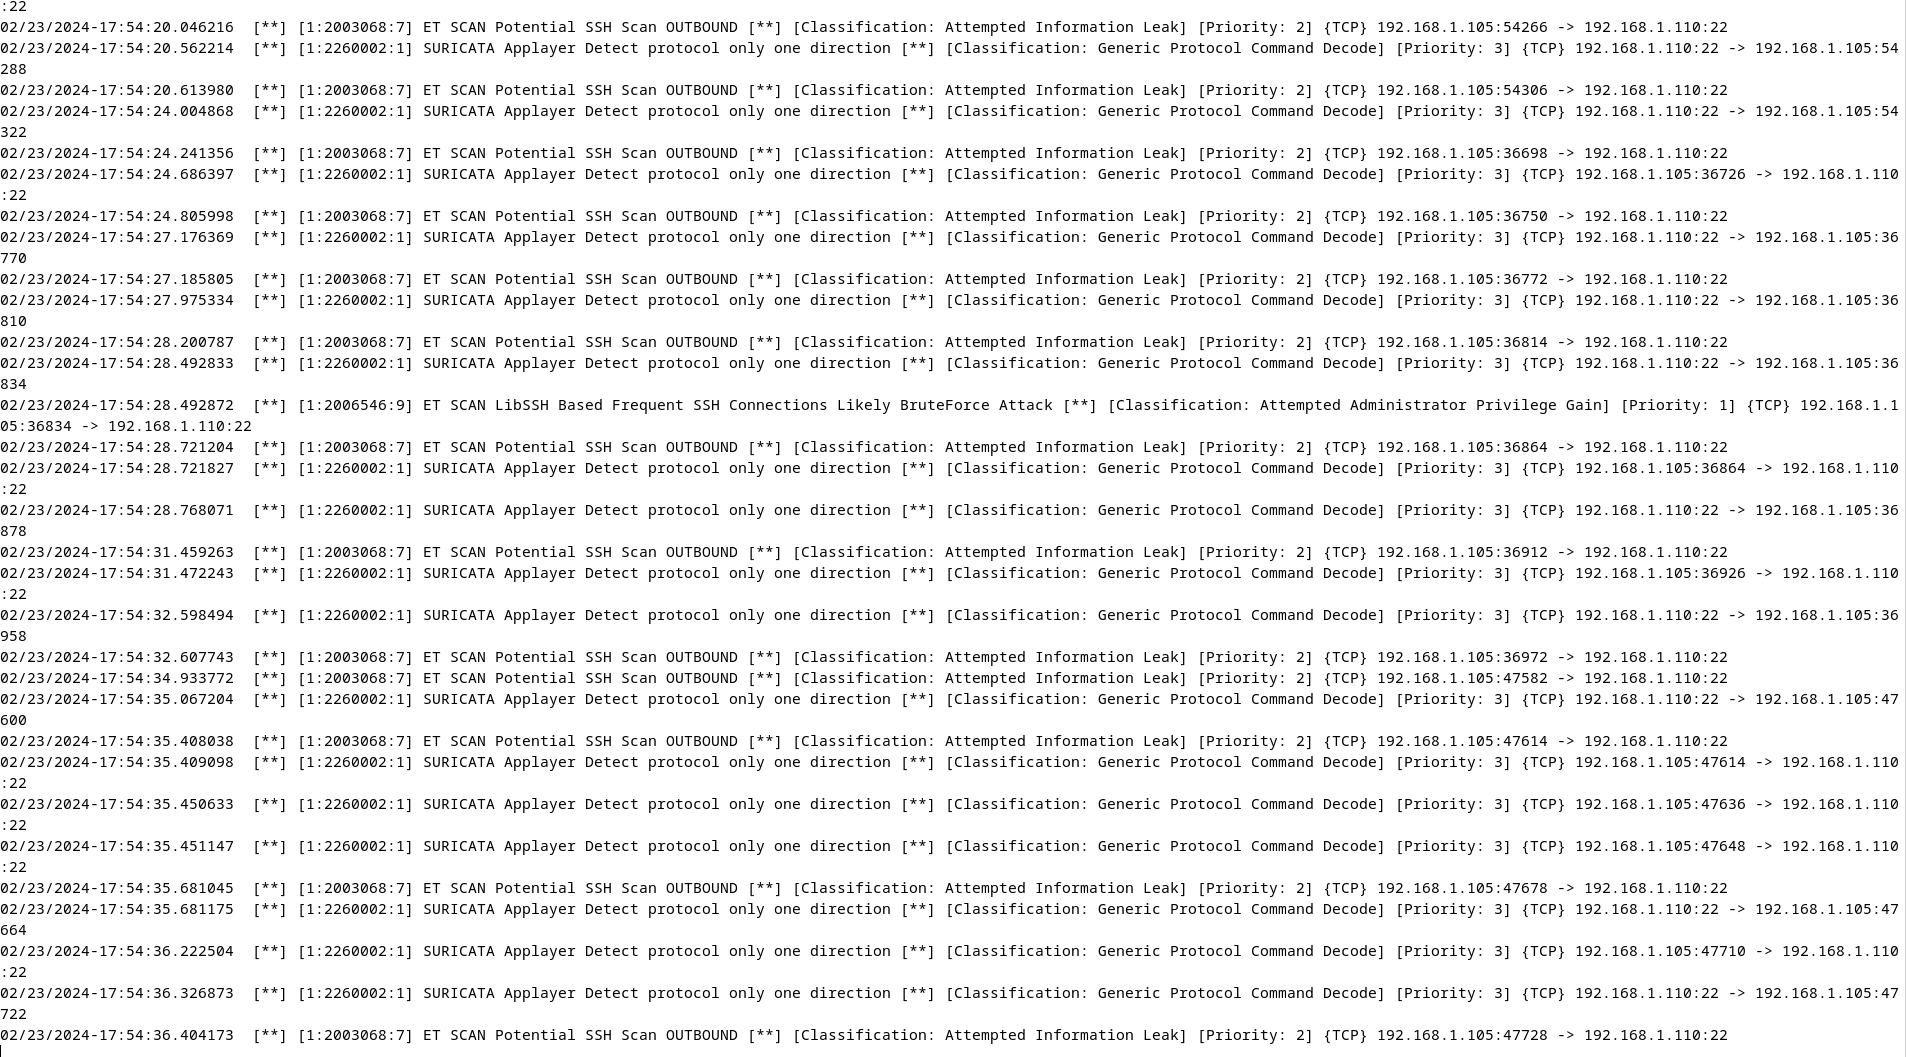 :22
02/23/2024-17:54:20.046216  [**] [1:2003068:7] ET SCAN Potential SSH Scan OUTBOUND [**] [Classification: Attempted Information Leak] [Priority: 2] {TCP} 192.168.1.105:54266 -> 192.168.1.110:22
02/23/2024-17:54:20.562214  [**] [1:2260002:1] SURICATA Applayer Detect protocol only one direction [**] [Classification: Generic Protocol Command Decode] [Priority: 3] {TCP} 192.168.1.110:22 -> 192.168.1.105:54
288
02/23/2024-17:54:20.613980  [**] [1:2003068:7] ET SCAN Potential SSH Scan OUTBOUND [**] [Classification: Attempted Information Leak] [Priority: 2] {TCP} 192.168.1.105:54306 -> 192.168.1.110:22
02/23/2024-17:54:24.004868  [**] [1:2260002:1] SURICATA Applayer Detect protocol only one direction [**] [Classification: Generic Protocol Command Decode] [Priority: 3] {TCP} 192.168.1.110:22 -> 192.168.1.105:54
322
02/23/2024-17:54:24.241356  [**] [1:2003068:7] ET SCAN Potential SSH Scan OUTBOUND [**] [Classification: Attempted Information Leak] [Priority: 2] {TCP} 192.168.1.105:36698 -> 192.168.1.110:22
02/23/2024-17:54:24.686397  [**] [1:2260002:1] SURICATA Applayer Detect protocol only one direction [**] [Classification: Generic Protocol Command Decode] [Priority: 3] {TCP} 192.168.1.105:36726 -> 192.168.1.110
:22
02/23/2024-17:54:24.805998  [**] [1:2003068:7] ET SCAN Potential SSH Scan OUTBOUND [**] [Classification: Attempted Information Leak] [Priority: 2] {TCP} 192.168.1.105:36750 -> 192.168.1.110:22
02/23/2024-17:54:27.176369  [**] [1:2260002:1] SURICATA Applayer Detect protocol only one direction [**] [Classification: Generic Protocol Command Decode] [Priority: 3] {TCP} 192.168.1.110:22 -> 192.168.1.105:36
770
02/23/2024-17:54:27.185805  [**] [1:2003068:7] ET SCAN Potential SSH Scan OUTBOUND [**] [Classification: Attempted Information Leak] [Priority: 2] {TCP} 192.168.1.105:36772 -> 192.168.1.110:22
02/23/2024-17:54:27.975334  [**] [1:2260002:1] SURICATA Applayer Detect protocol only one direction [**] [Classification: Generic Protocol Command Decode] [Priority: 3] {TCP} 192.168.1.110:22 -> 192.168.1.105:36
810
02/23/2024-17:54:28.200787  [**] [1:2003068:7] ET SCAN Potential SSH Scan OUTBOUND [**] [Classification: Attempted Information Leak] [Priority: 2] {TCP} 192.168.1.105:36814 -> 192.168.1.110:22
02/23/2024-17:54:28.492833  [**] [1:2260002:1] SURICATA Applayer Detect protocol only one direction [**] [Classification: Generic Protocol Command Decode] [Priority: 3] {TCP} 192.168.1.110:22 -> 192.168.1.105:36
834
02/23/2024-17:54:28.492872  [**] [1:2006546:9] ET SCAN LibSSH Based Frequent SSH Connections Likely BruteForce Attack [**] [Classification: Attempted Administrator Privilege Gain] [Priority: 1] {TCP} 192.168.1.1
05:36834 -> 192.168.1.110:22
02/23/2024-17:54:28.721204  [**] [1:2003068:7] ET SCAN Potential SSH Scan OUTBOUND [**] [Classification: Attempted Information Leak] [Priority: 2] {TCP} 192.168.1.105:36864 -> 192.168.1.110:22
02/23/2024-17:54:28.721827  [**] [1:2260002:1] SURICATA Applayer Detect protocol only one direction [**] [Classification: Generic Protocol Command Decode] [Priority: 3] {TCP} 192.168.1.105:36864 -> 192.168.1.110
:22
02/23/2024-17:54:28.768071  [**] [1:2260002:1] SURICATA Applayer Detect protocol only one direction [**] [Classification: Generic Protocol Command Decode] [Priority: 3] {TCP} 192.168.1.110:22 -> 192.168.1.105:36
878
02/23/2024-17:54:31.459263  [**] [1:2003068:7] ET SCAN Potential SSH Scan OUTBOUND [**] [Classification: Attempted Information Leak] [Priority: 2] {TCP} 192.168.1.105:36912 -> 192.168.1.110:22
02/23/2024-17:54:31.472243  [**] [1:2260002:1] SURICATA Applayer Detect protocol only one direction [**] [Classification: Generic Protocol Command Decode] [Priority: 3] {TCP} 192.168.1.105:36926 -> 192.168.1.110
:22
02/23/2024-17:54:32.598494  [**] [1:2260002:1] SURICATA Applayer Detect protocol only one direction [**] [Classification: Generic Protocol Command Decode] [Priority: 3] {TCP} 192.168.1.110:22 -> 192.168.1.105:36
958
02/23/2024-17:54:32.607743  [**] [1:2003068:7] ET SCAN Potential SSH Scan OUTBOUND [**] [Classification: Attempted Information Leak] [Priority: 2] {TCP} 192.168.1.105:36972 -> 192.168.1.110:22
02/23/2024-17:54:34.933772  [**] [1:2003068:7] ET SCAN Potential SSH Scan OUTBOUND [**] [Classification: Attempted Information Leak] [Priority: 2] {TCP} 192.168.1.105:47582 -> 192.168.1.110:22
02/23/2024-17:54:35.067204  [**] [1:2260002:1] SURICATA Applayer Detect protocol only one direction [**] [Classification: Generic Protocol Command Decode] [Priority: 3] {TCP} 192.168.1.110:22 -> 192.168.1.105:47
600
02/23/2024-17:54:35.408038  [**] [1:2003068:7] ET SCAN Potential SSH Scan OUTBOUND [**] [Classification: Attempted Information Leak] [Priority: 2] {TCP} 192.168.1.105:47614 -> 192.168.1.110:22
02/23/2024-17:54:35.409098  [**] [1:2260002:1] SURICATA Applayer Detect protocol only one direction [**] [Classification: Generic Protocol Command Decode] [Priority: 3] {TCP} 192.168.1.105:47614 -> 192.168.1.110
:22
02/23/2024-17:54:35.450633  [**] [1:2260002:1] SURICATA Applayer Detect protocol only one direction [**] [Classification: Generic Protocol Command Decode] [Priority: 3] {TCP} 192.168.1.105:47636 -> 192.168.1.110
:22
02/23/2024-17:54:35.451147  [**] [1:2260002:1] SURICATA Applayer Detect protocol only one direction [**] [Classification: Generic Protocol Command Decode] [Priority: 3] {TCP} 192.168.1.105:47648 -> 192.168.1.110
:22
02/23/2024-17:54:35.681045  [**] [1:2003068:7] ET SCAN Potential SSH Scan OUTBOUND [**] [Classification: Attempted Information Leak] [Priority: 2] {TCP} 192.168.1.105:47678 -> 192.168.1.110:22
02/23/2024-17:54:35.681175  [**] [1:2260002:1] SURICATA Applayer Detect protocol only one direction [**] [Classification: Generic Protocol Command Decode] [Priority: 3] {TCP} 192.168.1.110:22 -> 192.168.1.105:47
664
02/23/2024-17:54:36.222504  [**] [1:2260002:1] SURICATA Applayer Detect protocol only one direction [**] [Classification: Generic Protocol Command Decode] [Priority: 3] {TCP} 192.168.1.105:47710 -> 192.168.1.110
:22
02/23/2024-17:54:36.326873  [**] [1:2260002:1] SURICATA Applayer Detect protocol only one direction [**] [Classification: Generic Protocol Command Decode] [Priority: 3] {TCP} 192.168.1.110:22 -> 192.168.1.105:47
722
02/23/2024-17:54:36.404173  [**] [1:2003068:7] ET SCAN Potential SSH Scan OUTBOUND [**] [Classification: Attempted Information Leak] [Priority: 2] {TCP} 192.168.1.105:47728 -> 192.168.1.110:22